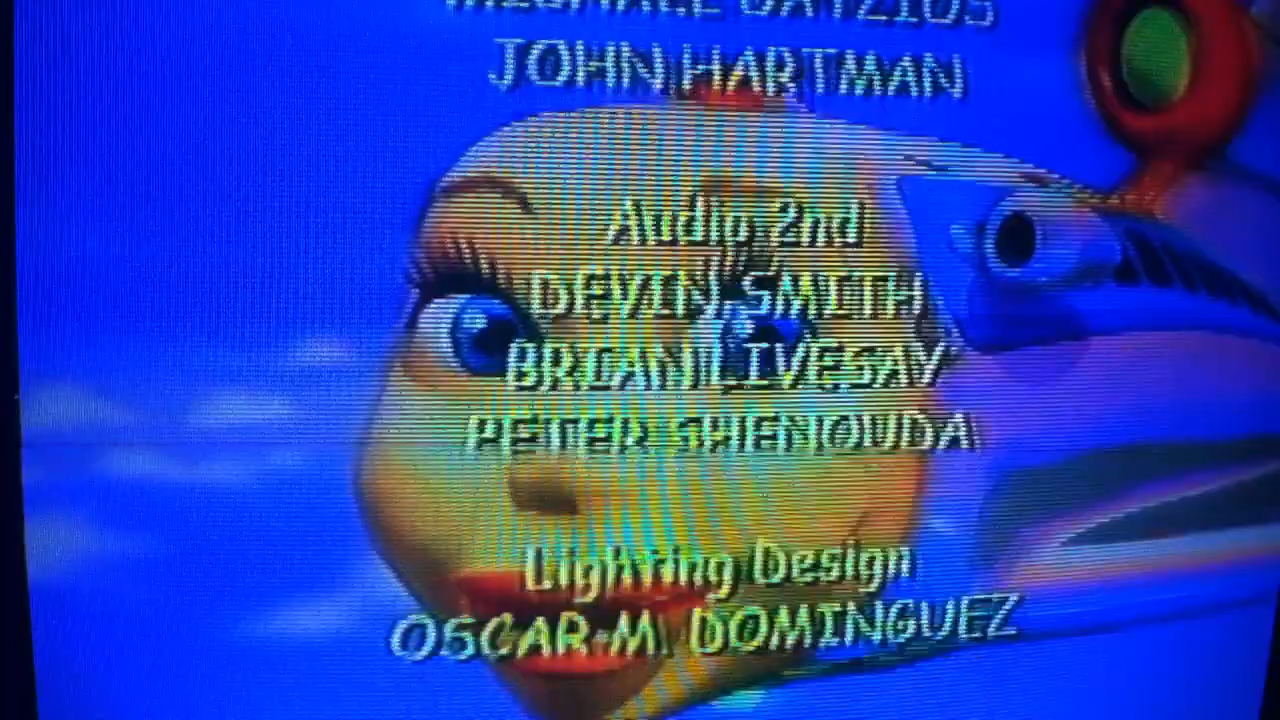 JOHN HARTMAN
Audio 2nd
DEVIN SMITH
BRIAN LIVESAY
PETER SHENOUDA
Lighting Design
OSCAR M. DOMINGUEZ